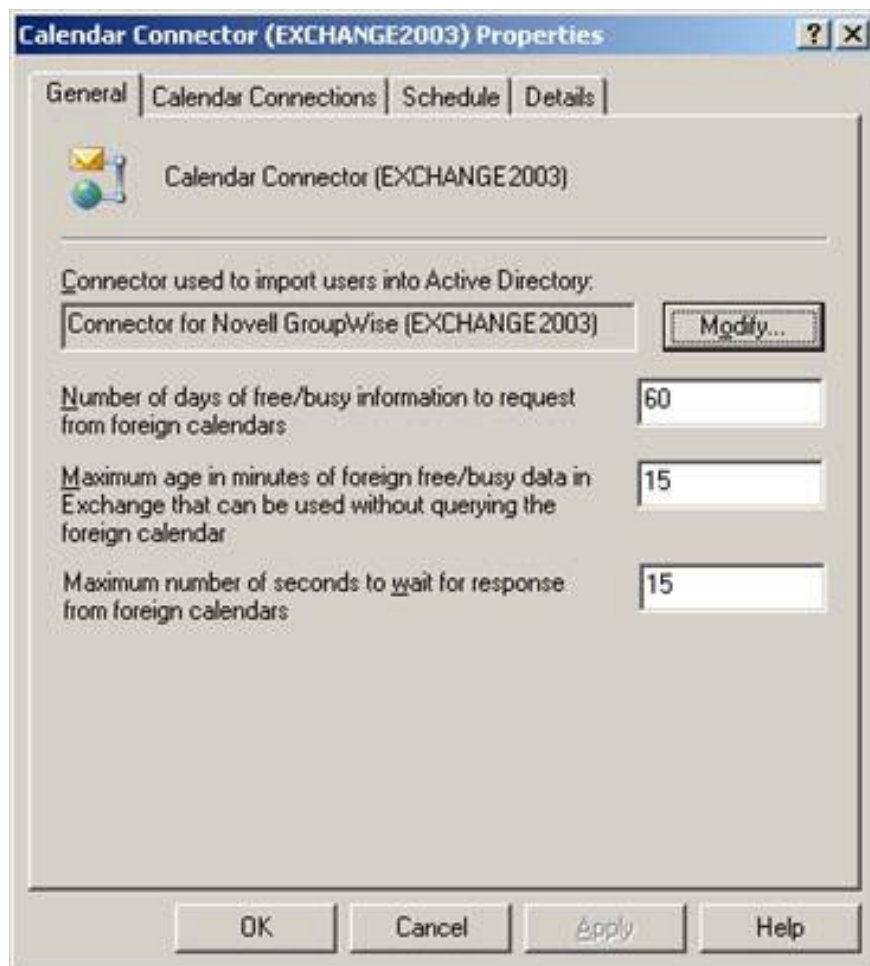 Calendar Connector (EXCHANGE2003) Properties
General
Calendar Connections
Schedule
Details
Calendar Connector (EXCHANGE2003)
Connector used to import users into Active Directory:
Connector for Novell GroupWise (EXCHANGE2003)
Modify...
Number of days of free/busy information to request
from foreign calendars
60
Maximum age in minutes of foreign free/busy data in
Exchange that can be used without querying the
foreign calendar
15
Maximum number of seconds to wait for response
from foreign calendars
15
OK
Cancel
Apply
Help